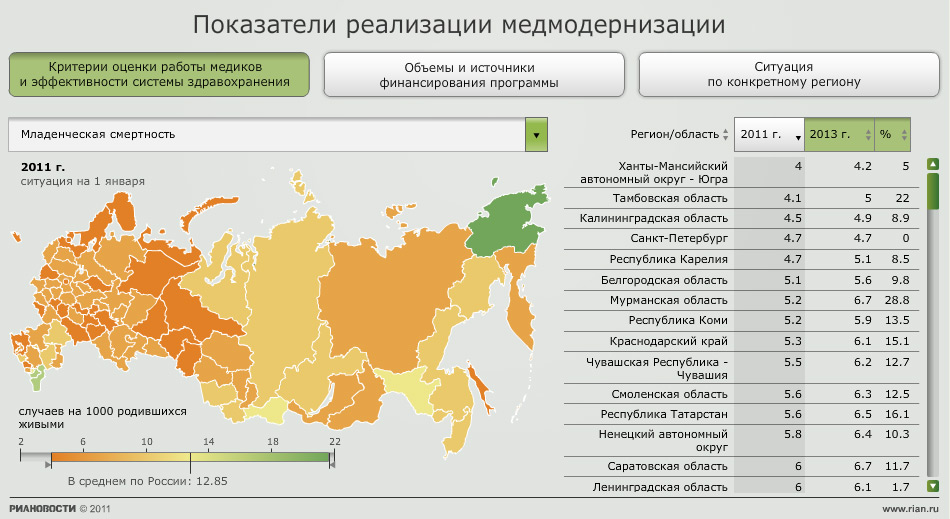 Показатели реализации медмодернизации
Критерии оценки работы медиков
и эффективности системы здравохранения
Объемы и источники
финансирования программы
Ситуация
по конкретному региону
Младенческая смертность
2011 г.
ситуация на 1 января
случаев на 1000 родившихся
живыми
2 6 10 14 18 22
В среднем по России: 12.85
Регион/область 2011 г. 2013 г. %
Ханты-Мансийский
автономный округ - Югра 4 4.2 5
Тамбовская область 4.1 5 22
Калининградская область 4.5 4.9 8.9
Санкт-Петербург 4.7 4.7 0
Республика Карелия 4.7 5.1 8.5
Белгородская область 5.1 5.6 9.8
Мурманская область 5.2 6.7 28.8
Республика Коми 5.2 5.9 13.5
Краснодарский край 5.3 6.1 15.1
Чувашская Республика -
Чувашия 5.5 6.2 12.7
Смоленская область 5.6 6.3 12.5
Республика Татарстан 5.6 6.5 16.1
Ненецкий автономный
округ 5.8 6.4 10.3
Саратовская область 6 6.7 11.7
Ленинградская область 6 6.1 1.7
РИАНОВОСТИ © 2011
www.rian.ru